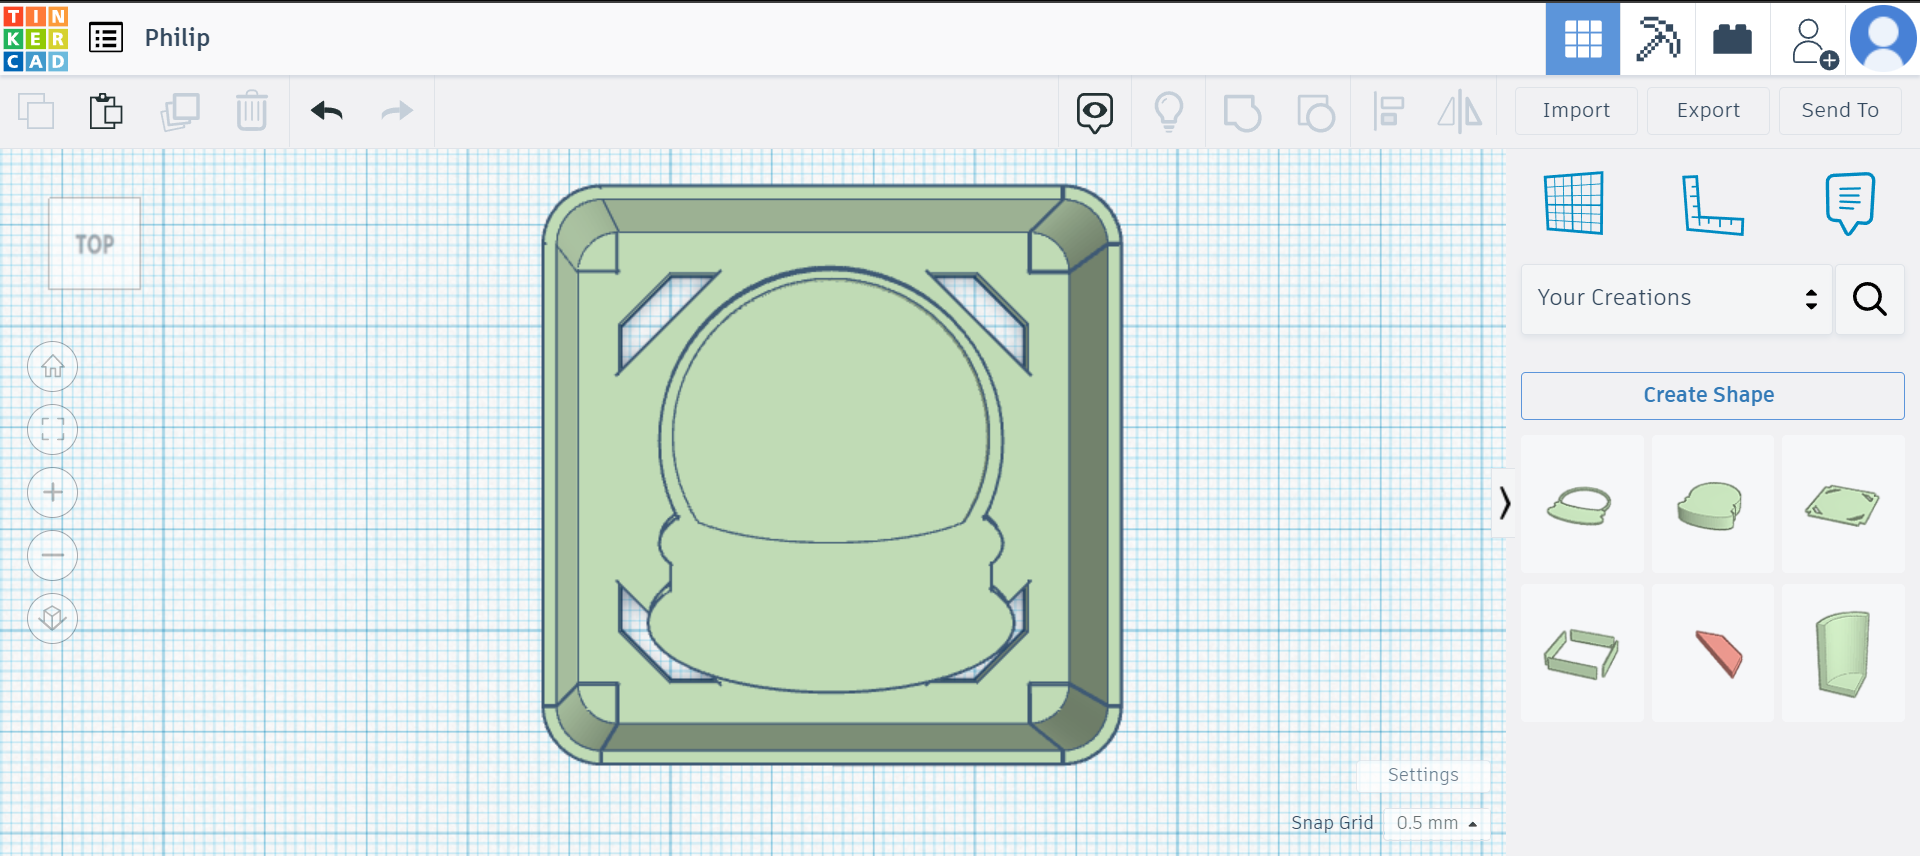 TIN
KER
CAD
Philip
Import
Export
Send To
TOP
Your Creations
Create Shape
Settings
Snap Grid
0.5 mm